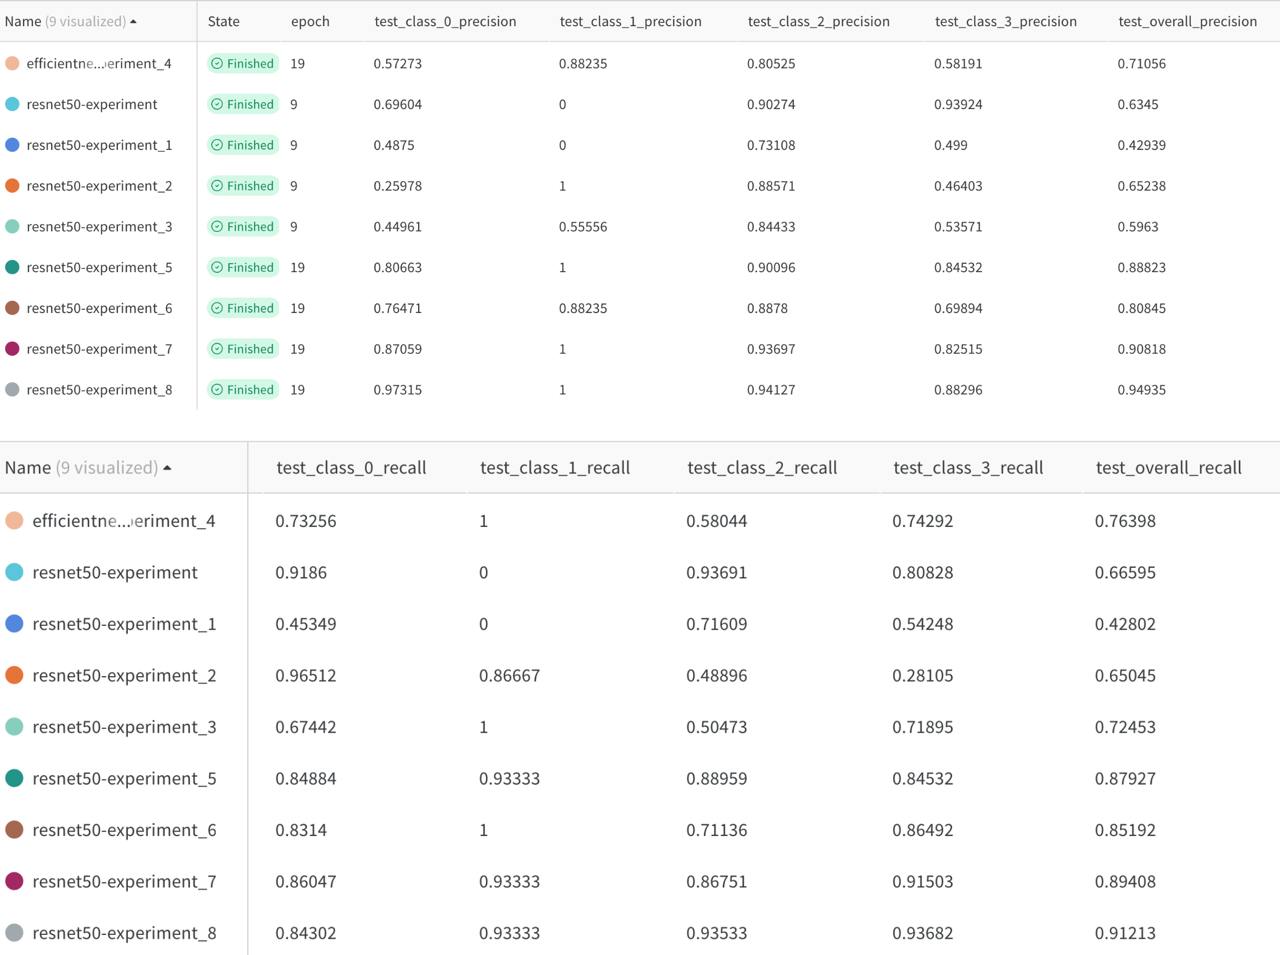 Name (9 visualized) State epoch test_class_0_precision test_class_1_precision test_class_2_precision test_class_3_precision test_overall_precision
efficientne...eriment_4 Finished 19 0.57273 0.88235 0.80525 0.58191 0.71056
resnet50-experiment Finished 9 0.69604 0 0.90274 0.93924 0.6345
resnet50-experiment_1 Finished 9 0.4875 0 0.73108 0.499 0.42939
resnet50-experiment_2 Finished 9 0.25978 1 0.88571 0.46403 0.65238
resnet50-experiment_3 Finished 9 0.44961 0.55556 0.84433 0.53571 0.5963
resnet50-experiment_5 Finished 19 0.80663 1 0.90096 0.84532 0.88823
resnet50-experiment_6 Finished 19 0.76471 0.88235 0.8878 0.69894 0.80845
resnet50-experiment_7 Finished 19 0.87059 1 0.93697 0.82515 0.90818
resnet50-experiment_8 Finished 19 0.97315 1 0.94127 0.88296 0.94935
Name (9 visualized) test_class_0_recall test_class_1_recall test_class_2_recall test_class_3_recall test_overall_recall
efficientne...eriment_4 0.73256 1 0.58044 0.74292 0.76398
resnet50-experiment 0.9186 0 0.93691 0.80828 0.66595
resnet50-experiment_1 0.45349 0 0.71609 0.54248 0.42802
resnet50-experiment_2 0.96512 0.86667 0.48896 0.28105 0.65045
resnet50-experiment_3 0.67442 1 0.50473 0.71895 0.72453
resnet50-experiment_5 0.84884 0.93333 0.88959 0.84532 0.87927
resnet50-experiment_6 0.8314 1 0.71136 0.86492 0.85192
resnet50-experiment_7 0.86047 0.93333 0.86751 0.91503 0.89408
resnet50-experiment_8 0.84302 0.93333 0.93533 0.93682 0.91213